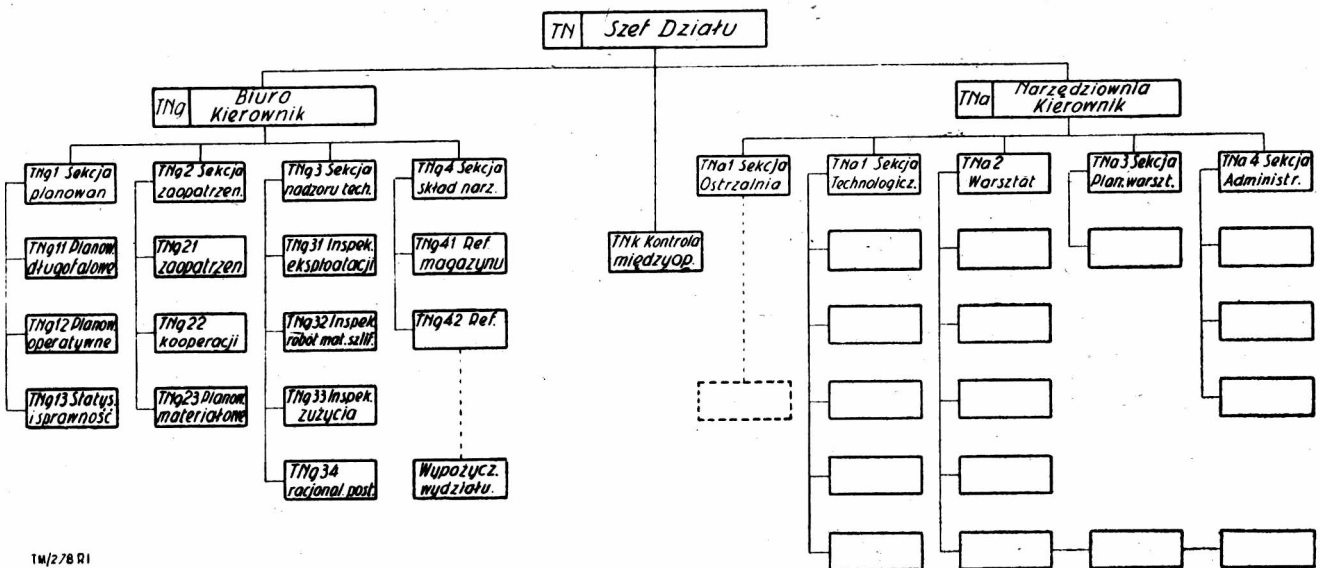 TN Szef Działu
TNg Biuro
Kierownik
TNa Narzędziownia
Kierownik
TNg1 Sekcja
planowan
TNg2 Sekcja
zaopatrzen.
TNg3 Sekcja
nadzoru tech.
TNg4 Sekcja
skład narz.
TNa1 Sekcja
Ostrzalnia
TNa1 Sekcja
Technologicz.
TNa2
Warsztat
TNa3 Sekcja
Plan. warszt.
TNa4 Sekcja
Administr.
TNg11 Planow.
długofalowe
TNg21
zaopatrzen
TNg31 Inspek.
eksploatacji
TNg41 Ref
magazynu
TNk Kontrola
międzyop.
TNg12 Planow.
operatywne
TNg22
kooperacji
TNg32 Inspek.
robót mat. szlif.
TNg42 Ref.
TNg13 Statys.
i sprawność
TNg23 Planow.
materiałowe
TNg33 Inspek.
zużycia
TNg34
racjonal. post.
Wypożycz.
wydziału.
TM/278 RI